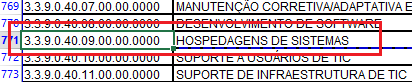 769 3.3.9.0.40.07.00.00.0000 MANUTENÇÃO CORRETIVA/ADAPTATIVA E
770 3.3.9.0.40.08.00.00.0000 DESENVOLVIMENTO DE SOFTWARE
771 3.3.9.0.40.09.00.00.0000 HOSPEDAGENS DE SISTEMAS
772 3.3.9.0.40.10.00.00.0000 SUPORTE A USUÁRIOS DE TIC
773 3.3.9.0.40.11.00.00.0000 SUPORTE DE INFRAESTRUTURA DE TIC